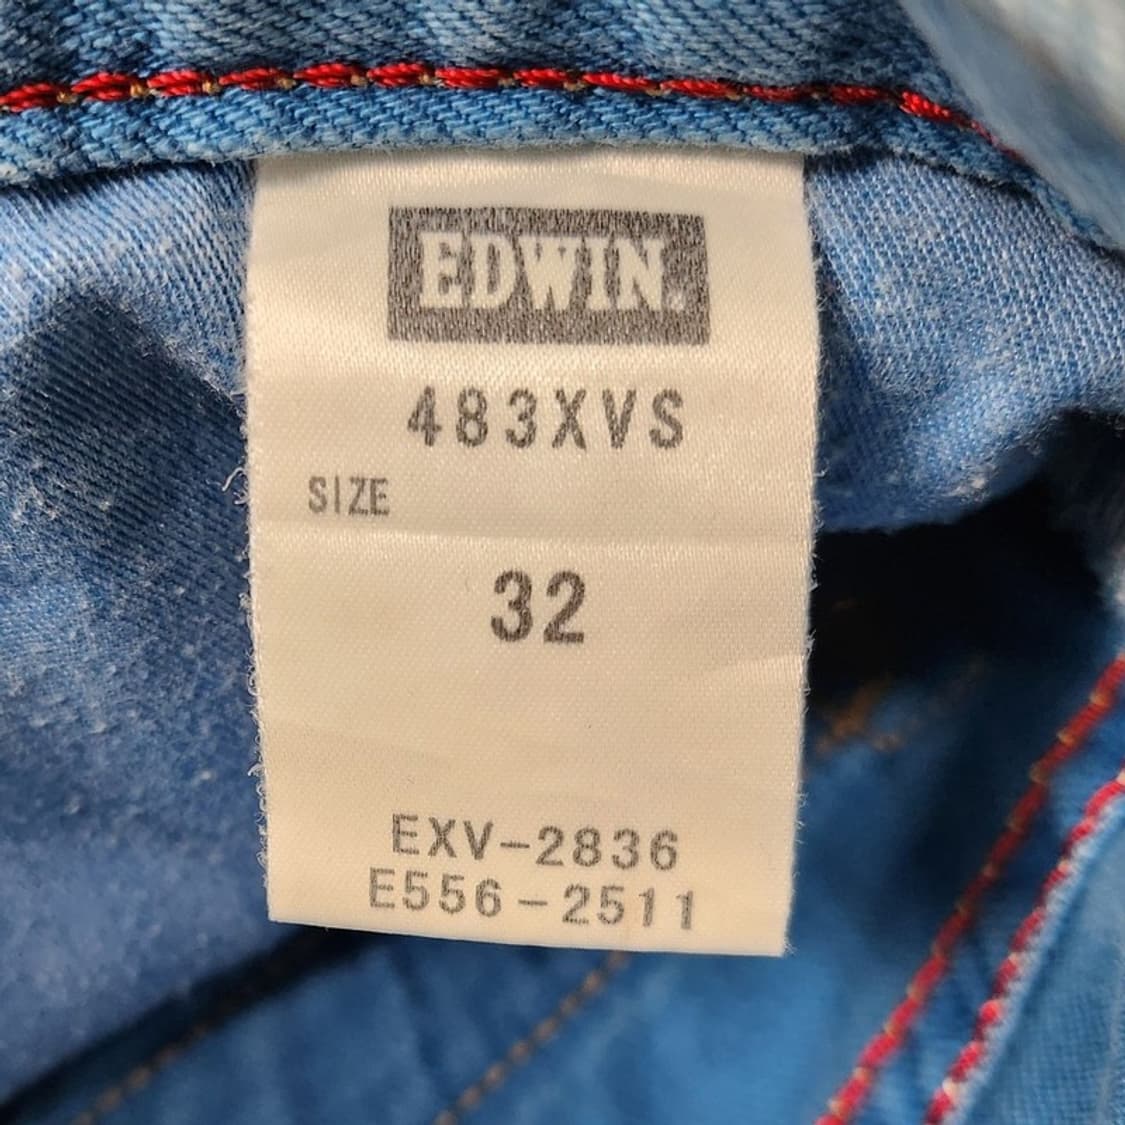 EDWIN.
483XVS
SIZE
32
EXV-2836
E556-2511